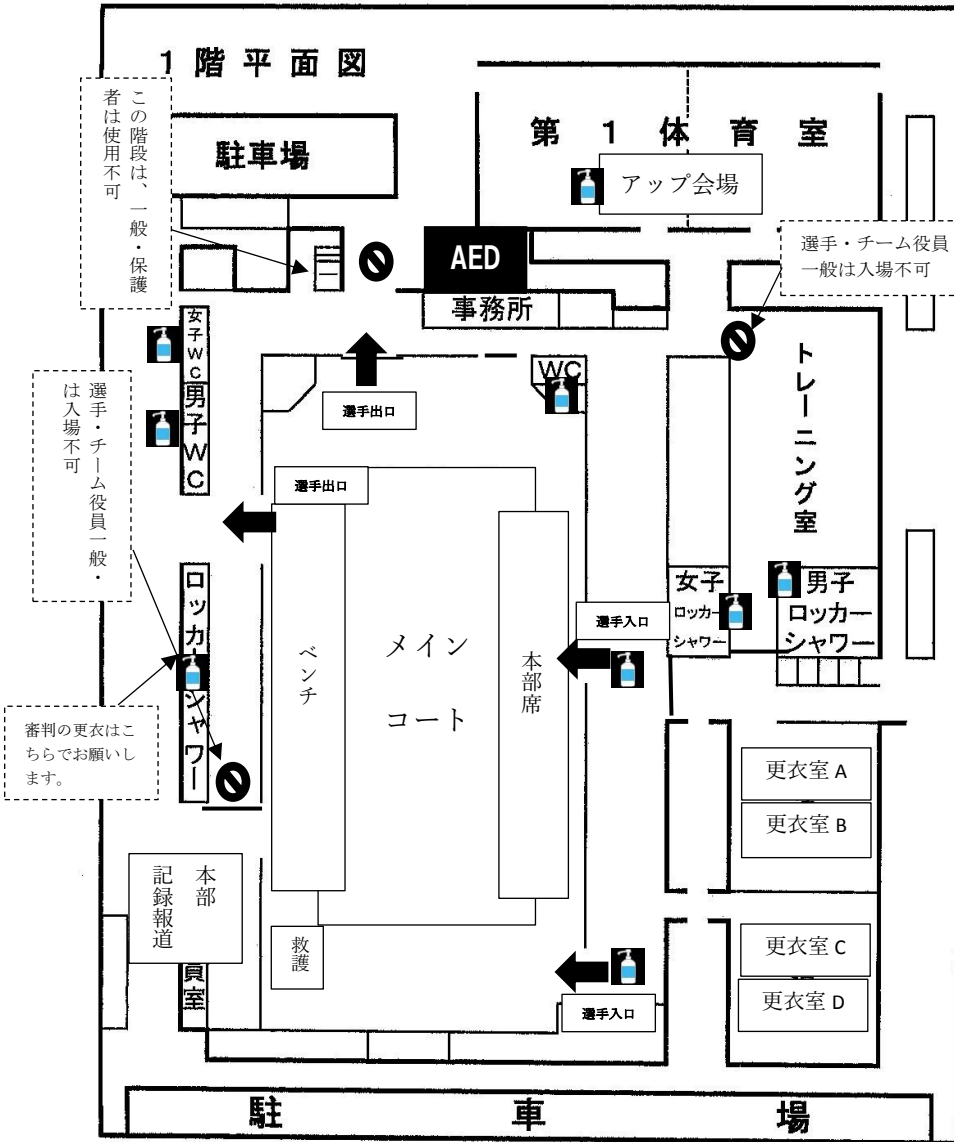 1階平面図
この階段は、一般・保護
者は使用不可
駐車場
第1体育室
アップ会場
AED
事務所
選手・チーム役員
一般は入場不可
女子WC
男子WC
WC
選手出口
選手出口
トレーニング室
選手・チーム役員一般・
は入場不可
ロッカー
シャワー
審判の更衣はこ
ちらでお願いし
ます。
ベンチ
メイン
コート
本部席
選手入口
女子
ロッカー
シャワー
男子
ロッカー
シャワー
更衣室 A
更衣室 B
本部
記録報道
員室
救護
選手入口
更衣室 C
更衣室 D
駐車場